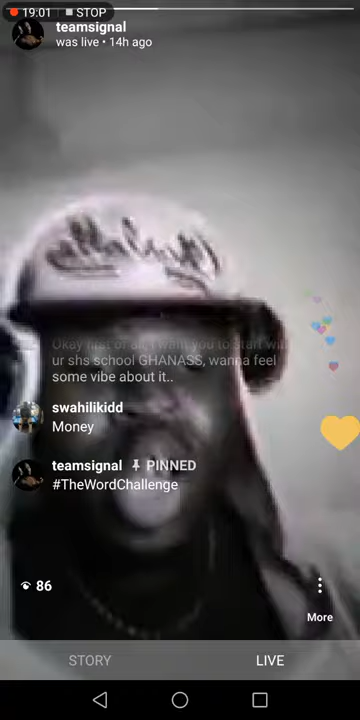 19:01 STOP
teamsignal
was live • 14h ago
Okay first of all, I want you to start with
ur shs school GHANASS, wanna feel
some vibe about it..
swahilikidd
Money
teamsignal PINNED
#TheWordChallenge
86
More
STORY LIVE